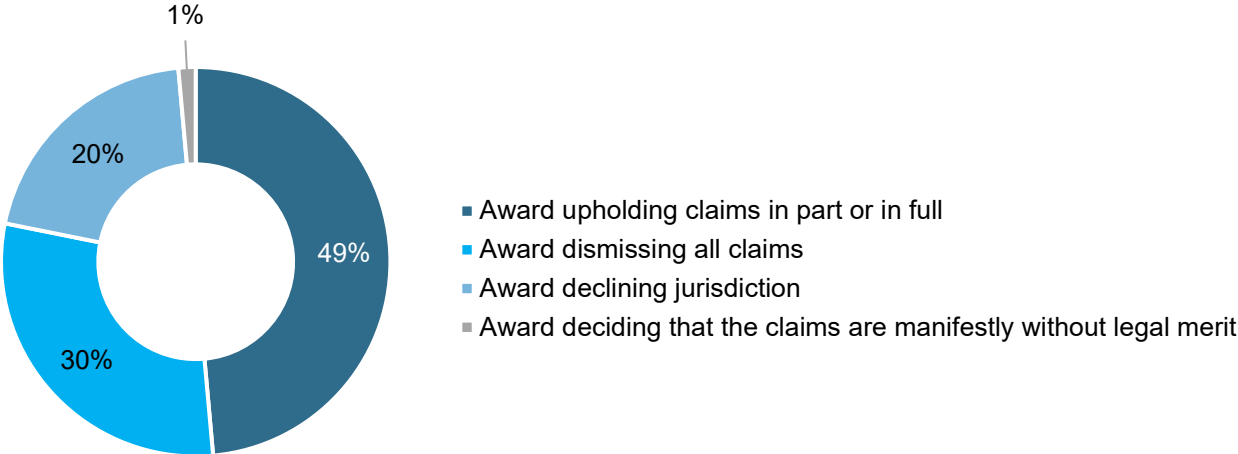 1%
20%
49%
30%
Award upholding claims in part or in full
Award dismissing all claims
Award declining jurisdiction
Award deciding that the claims are manifestly without legal merit